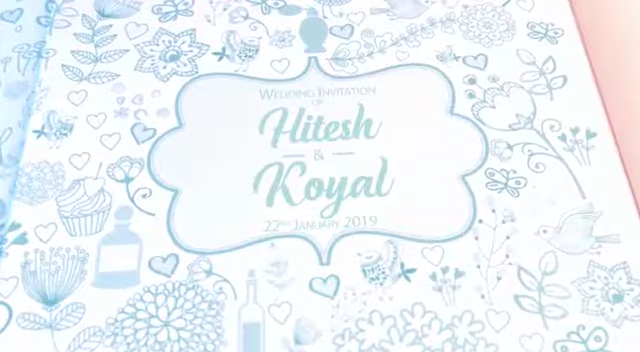 Wedding Invitation
of
Hitesh
&
Koyal
22nd January 2019